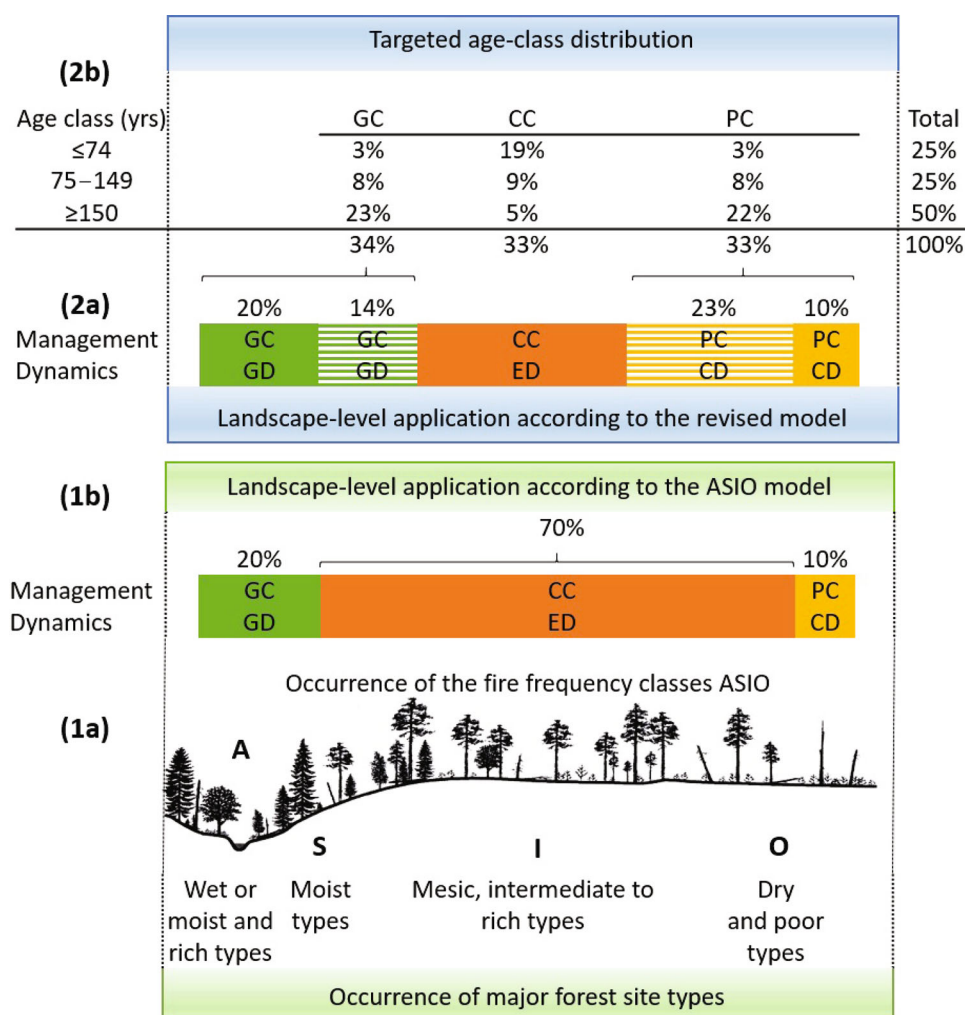 Targeted age-class distribution
(2b)
Age class (yrs) GC CC PC Total
≤74 3% 19% 3% 25%
75–149 8% 9% 8% 25%
≥150 23% 5% 22% 50%
34% 33% 33% 100%
(2a) 20% 14% 23% 10%
Management GC GC CC PC PC
Dynamics GD GD ED CD CD
Landscape-level application according to the revised model
(1b)
Landscape-level application according to the ASIO model
70%
20% 10%
Management GC CC PC
Dynamics GD ED CD
Occurrence of the fire frequency classes ASIO
(1a)
A
S I O
Wet or Moist Mesic, intermediate to Dry
moist and types rich types and poor
rich types types
Occurrence of major forest site types